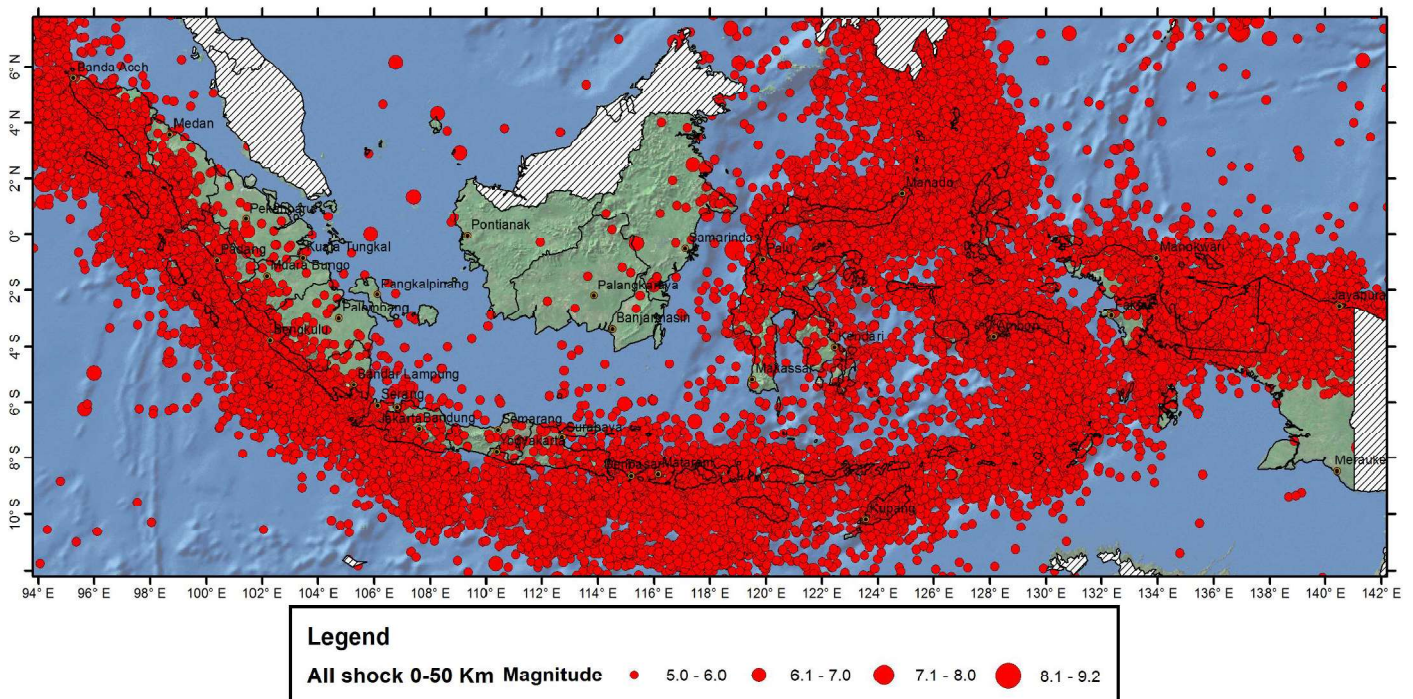 6° N
4° N
2° N
0°
2° S
4° S
6° S
8° S
10° S
Banda Aceh
Medan
Pekanbaru
Padang
Kuala Tungkal
Muara Bungo
Pangkalpinang
Palembang
Bengkulu
Bandar Lampung
Serang
Jakarta
Bandung
Semarang
Yogyakarta
Surabaya
Denpasar
Mataram
Kupang
Pontianak
Palangkaraya
Banjarmasin
Samarinda
Palu
Manado
Makassar
Kendari
Ambon
Manokwari
Jayapura
Merauke
94° E 96° E 98° E 100° E 102° E 104° E 106° E 108° E 110° E 112° E 114° E 116° E 118° E 120° E 122° E 124° E 126° E 128° E 130° E 132° E 134° E 136° E 138° E 140° E 142° E
Legend
All shock 0-50 Km Magnitude 5.0 - 6.0 6.1 - 7.0 7.1 - 8.0 8.1 - 9.2